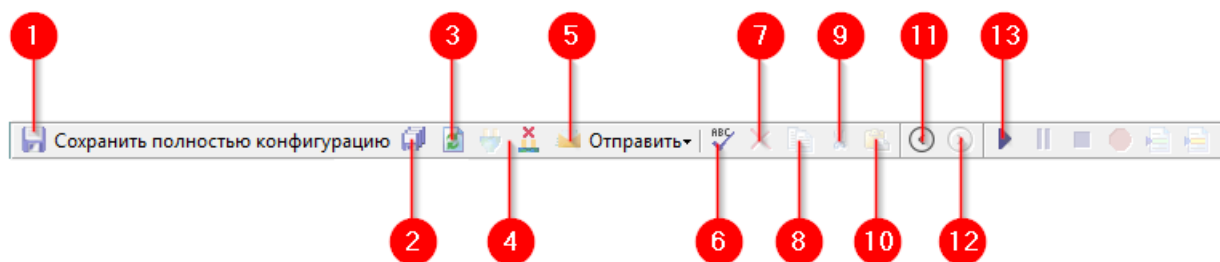 1 3 5 7 9 11 13
Сохранить полностью конфигурацию Отправить ABC
2 4 6 8 10 12